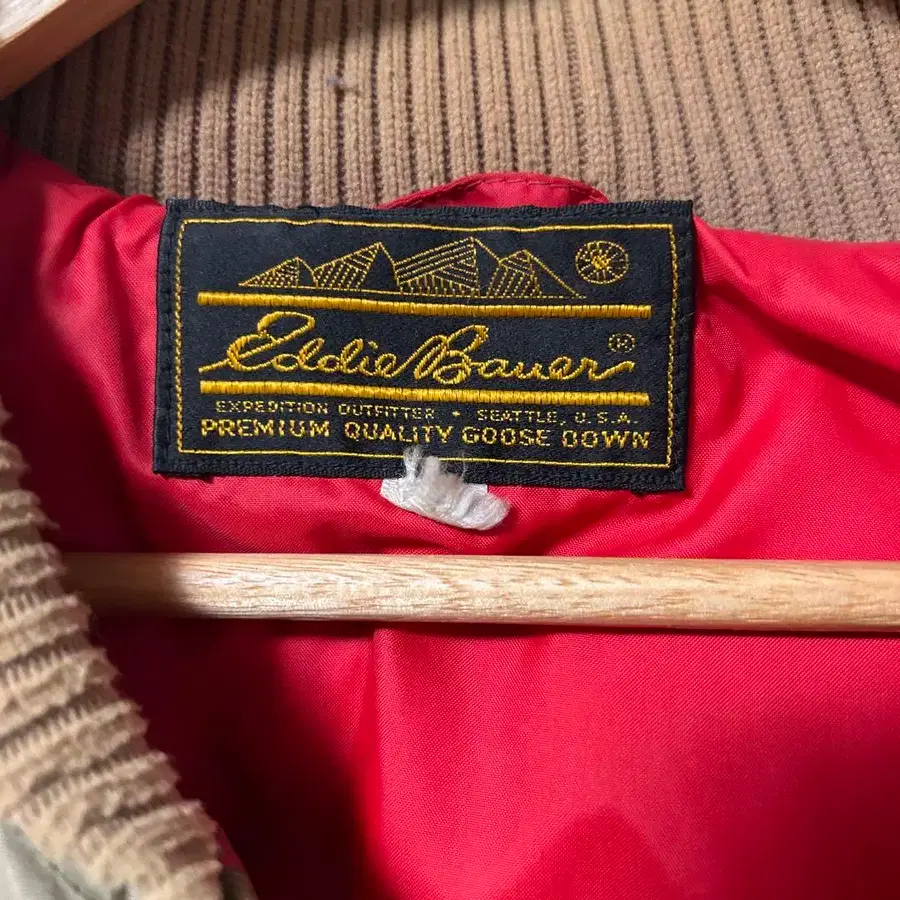 Eddie Bauer ®
EXPEDITION OUTFITTER • SEATTLE, U.S.A.
PREMIUM QUALITY GOOSE DOWN